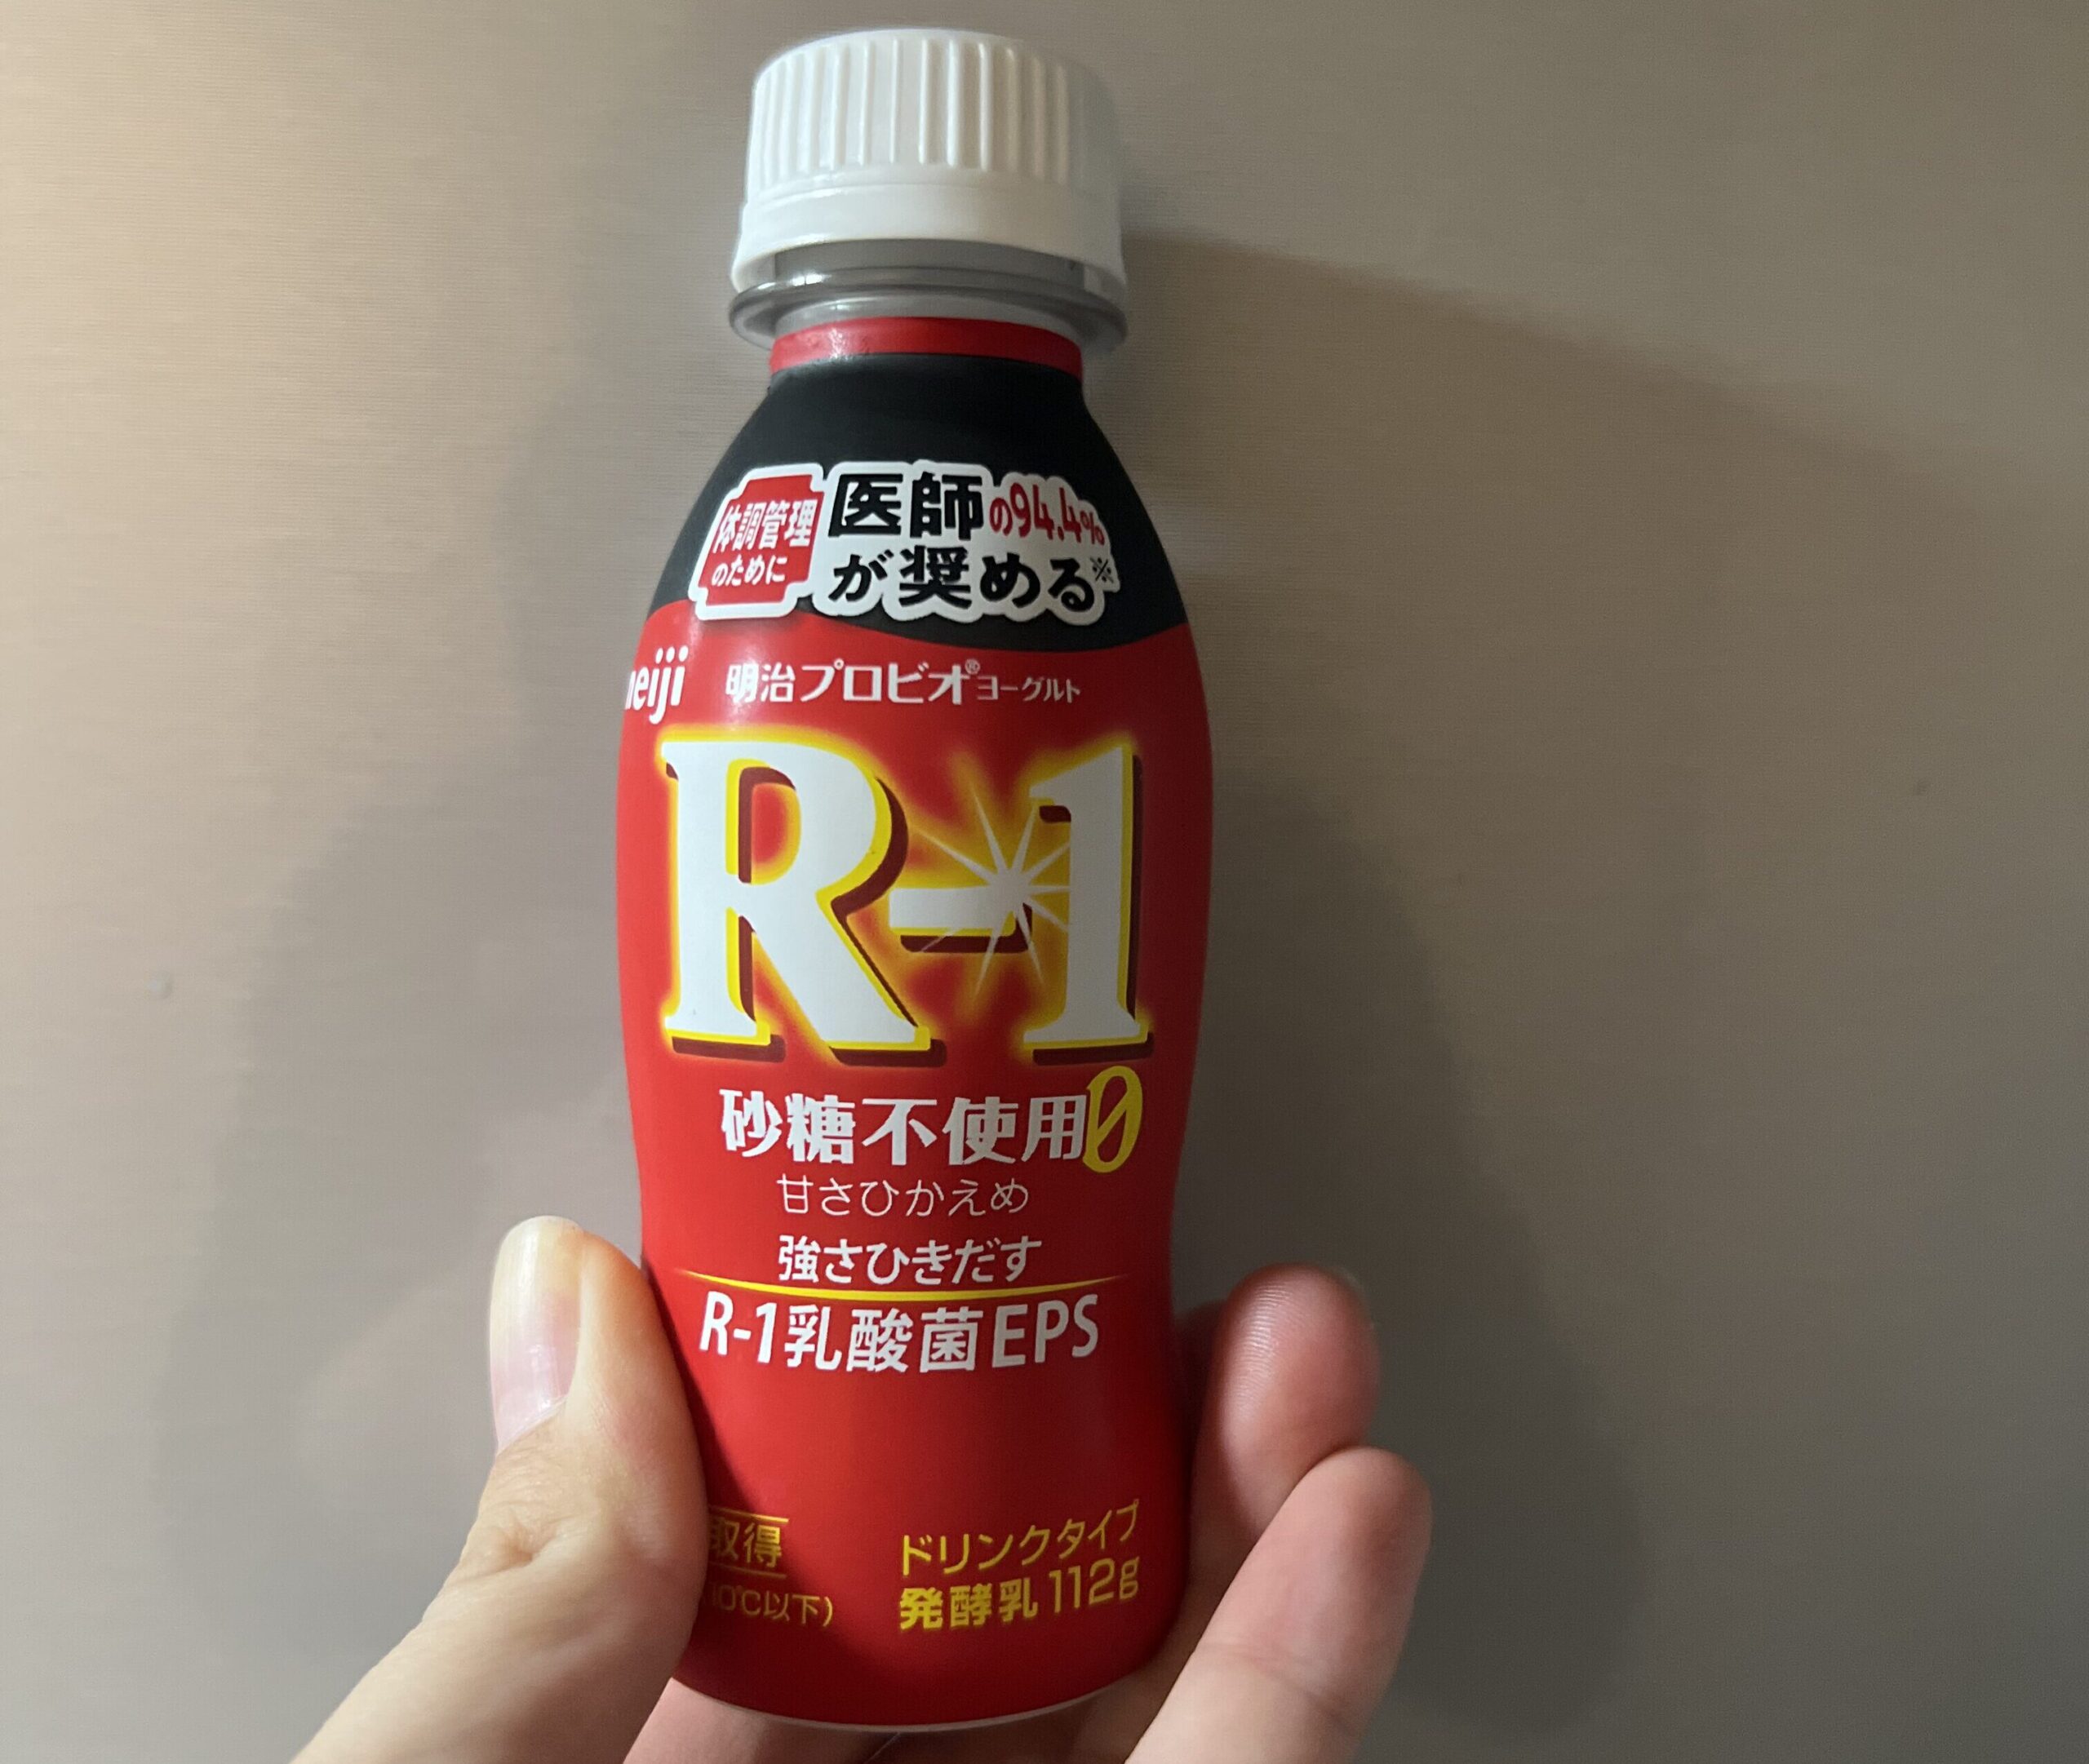 体調管理
のために
医師の94.4%
が奨める※
meiji
明治プロビオ®ヨーグルト
R-1
砂糖不使用0
甘さひかえめ
強さひきだす
R-1乳酸菌EPS
取得
10℃以下)
ドリンクタイプ
発酵乳 112g